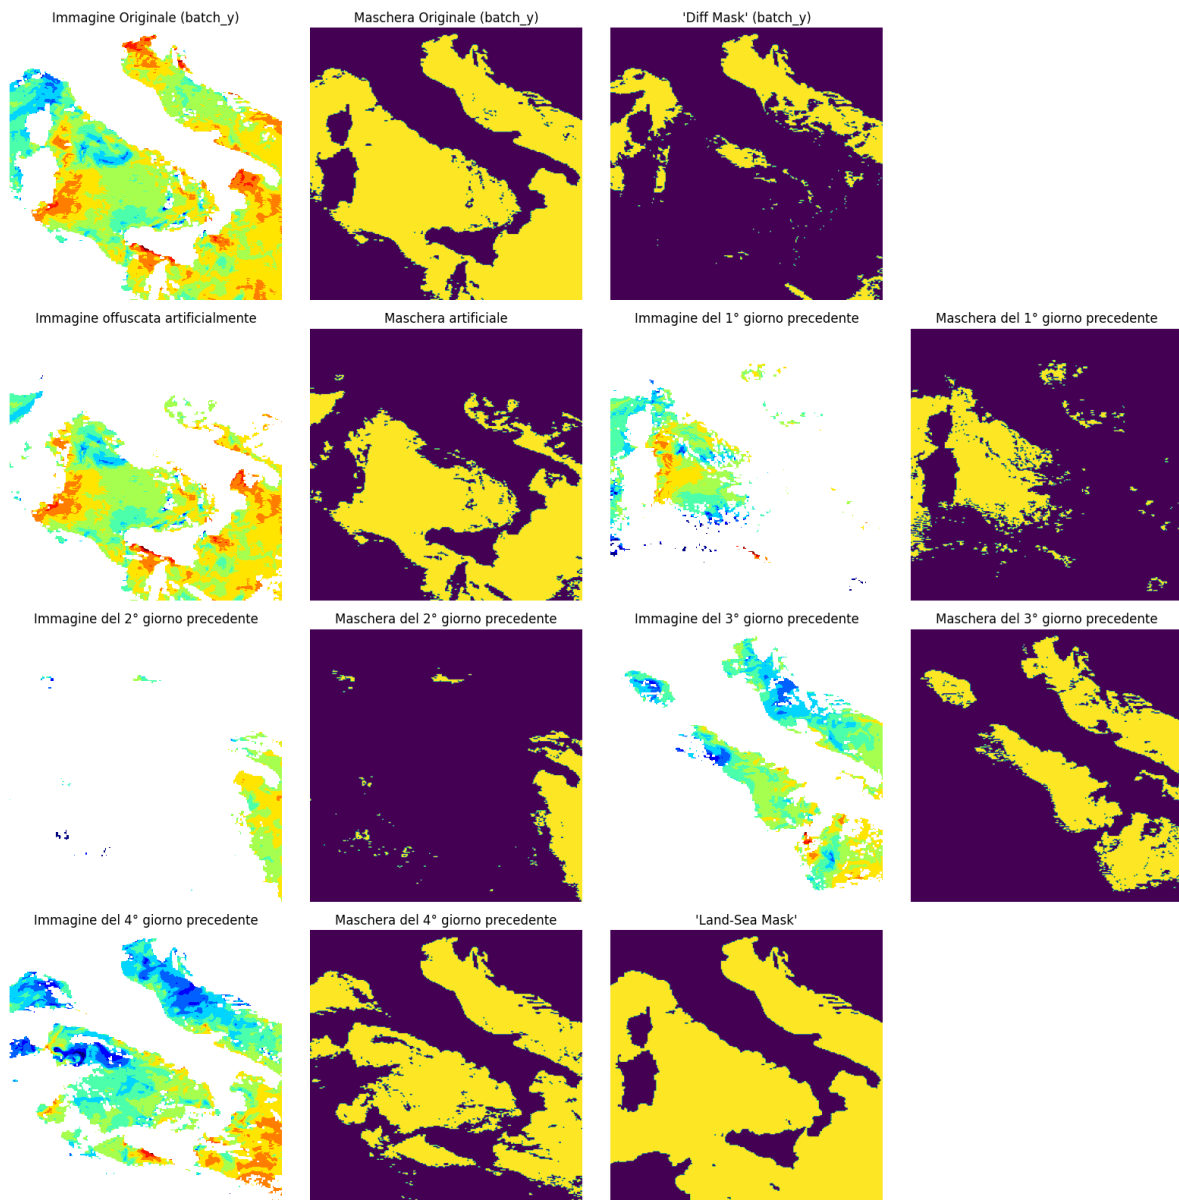 Immagine Originale (batch_y)
Maschera Originale (batch_y)
'Diff Mask' (batch_y)
Immagine offuscata artificialmente
Maschera artificiale
Immagine del 1° giorno precedente
Maschera del 1° giorno precedente
Immagine del 2° giorno precedente
Maschera del 2° giorno precedente
Immagine del 3° giorno precedente
Maschera del 3° giorno precedente
Immagine del 4° giorno precedente
Maschera del 4° giorno precedente
'Land-Sea Mask'